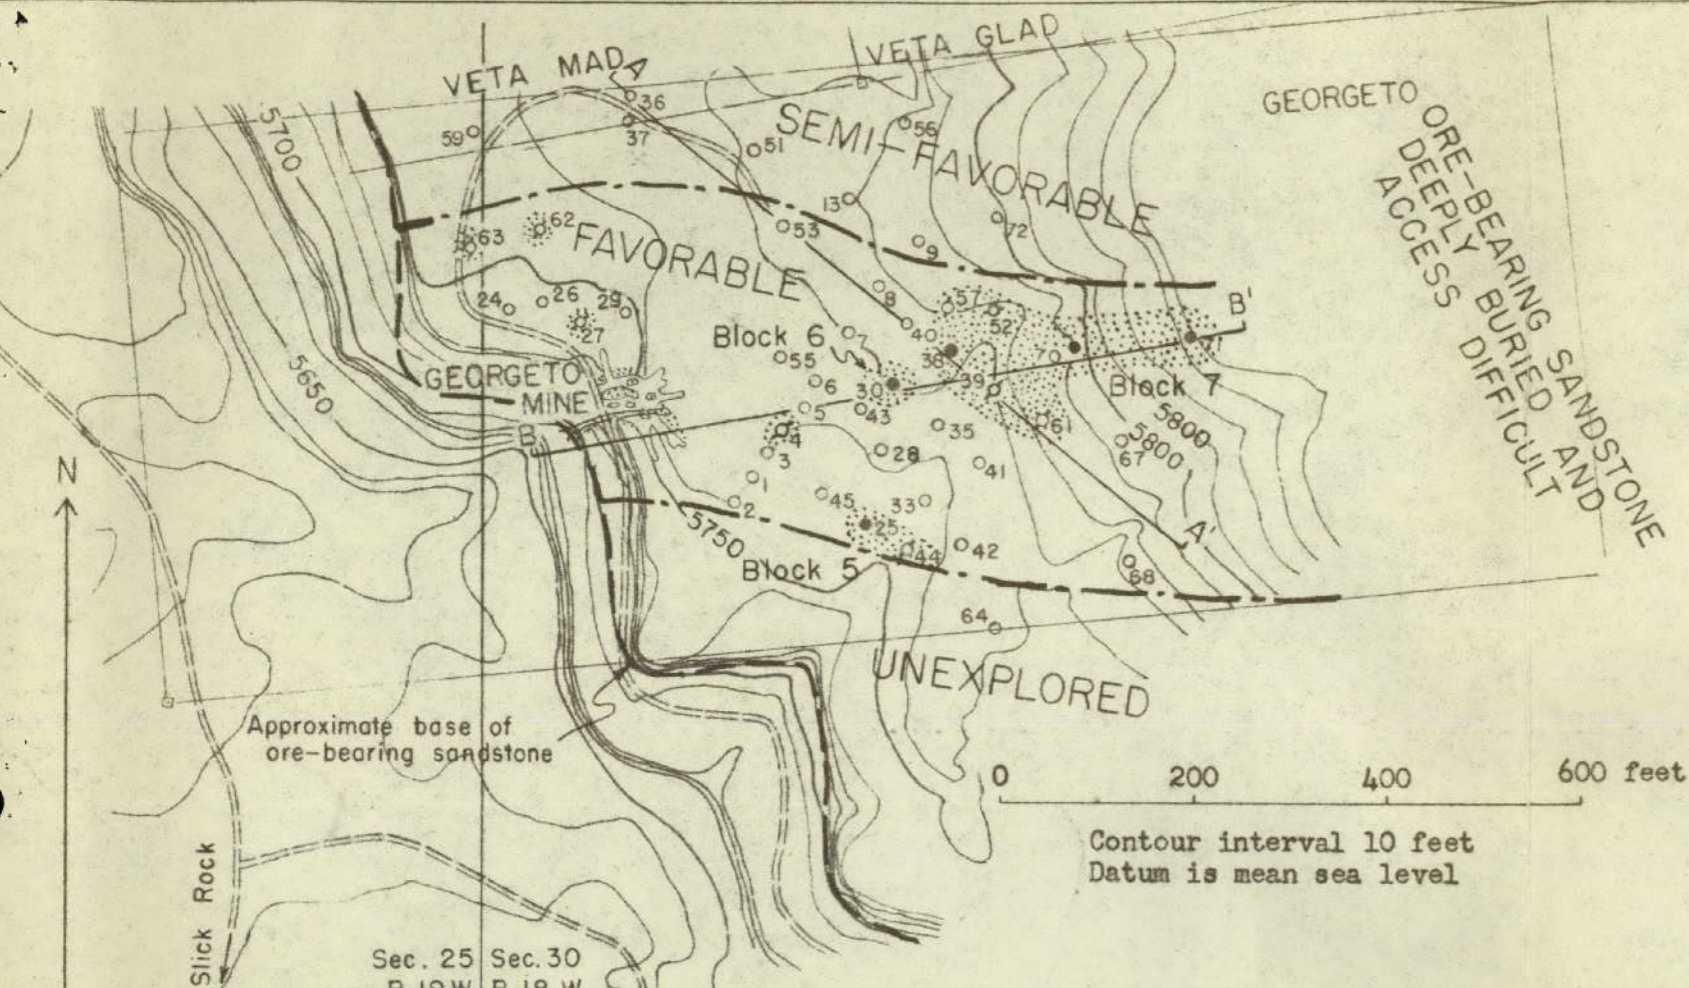 VETA MAD
A
VETA GLAD
GEORGETO
ORE-BEARING SANDSTONE
DEEPLY BURIED AND
ACCESS DIFFICULT
5700
59
36
37
51
SEMI-FAVORABLE
56
13
53
72
9
63
62
FAVORABLE
8
57
52
B'
24
26
29
27
Block 6
7
40
38
7
55
6
30
39
Block 7
5650
GEORGETO
MINE
5
43
61
5800
5800
B
4
35
67
3
28
41
N
1
2
45
33
A'
25
5750
44
42
Block 5
68
64
UNEXPLORED
Approximate base of
ore-bearing sandstone
0 200 400 600 feet
Contour interval 10 feet
Datum is mean sea level
Slick Rock
Sec. 25 Sec. 30
R. 19 W. R. 18 W.